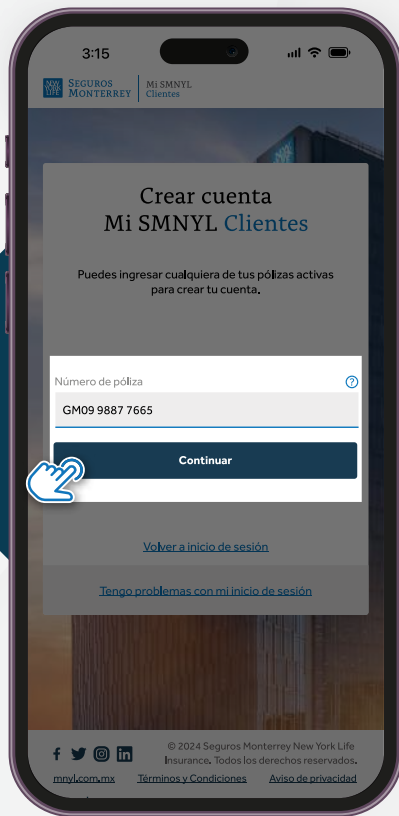 3:15
NEW YORK LIFE
SEGUROS MONTERREY
Mi SMNYL Clientes
NEW YORK LIFE
Crear cuenta
Mi SMNYL Clientes
Puedes ingresar cualquiera de tus pólizas activas
para crear tu cuenta.
Número de póliza
?
GM09 9887 7665
Continuar
Volver a inicio de sesión
Tengo problemas con mi inicio de sesión
© 2024 Seguros Monterrey New York Life
Insurance. Todos los derechos reservados.
mnyl.com.mx Términos y Condiciones Aviso de privacidad